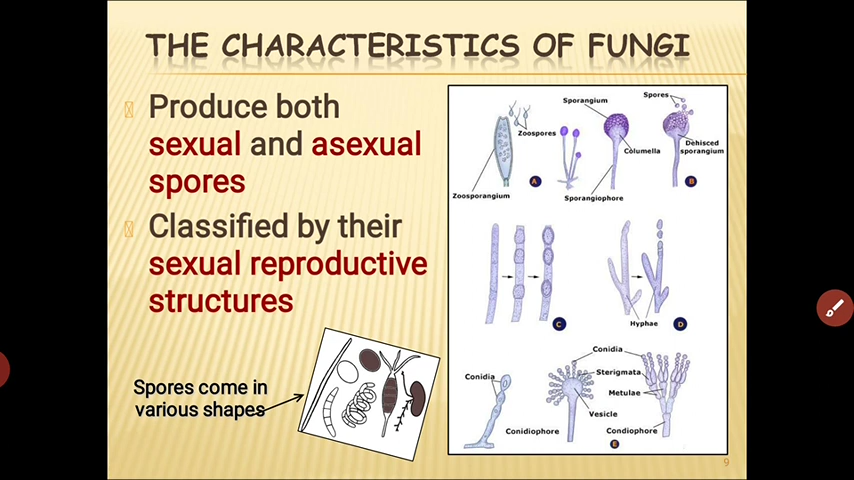 THE CHARACTERISTICS OF FUNGI
Produce both
sexual and asexual
spores
Classified by their
sexual reproductive
structures
Spores come in
various shapes
Sporangium
Spores
Zoospores
Columella
Dehisced
sporangium
Zoosporangium
A
Sporangiophore
B
C
Hyphae
D
Conidia
Conidia
Sterigmata
Metulae
Vesicle
Conidiophore
Condiophore
E
9